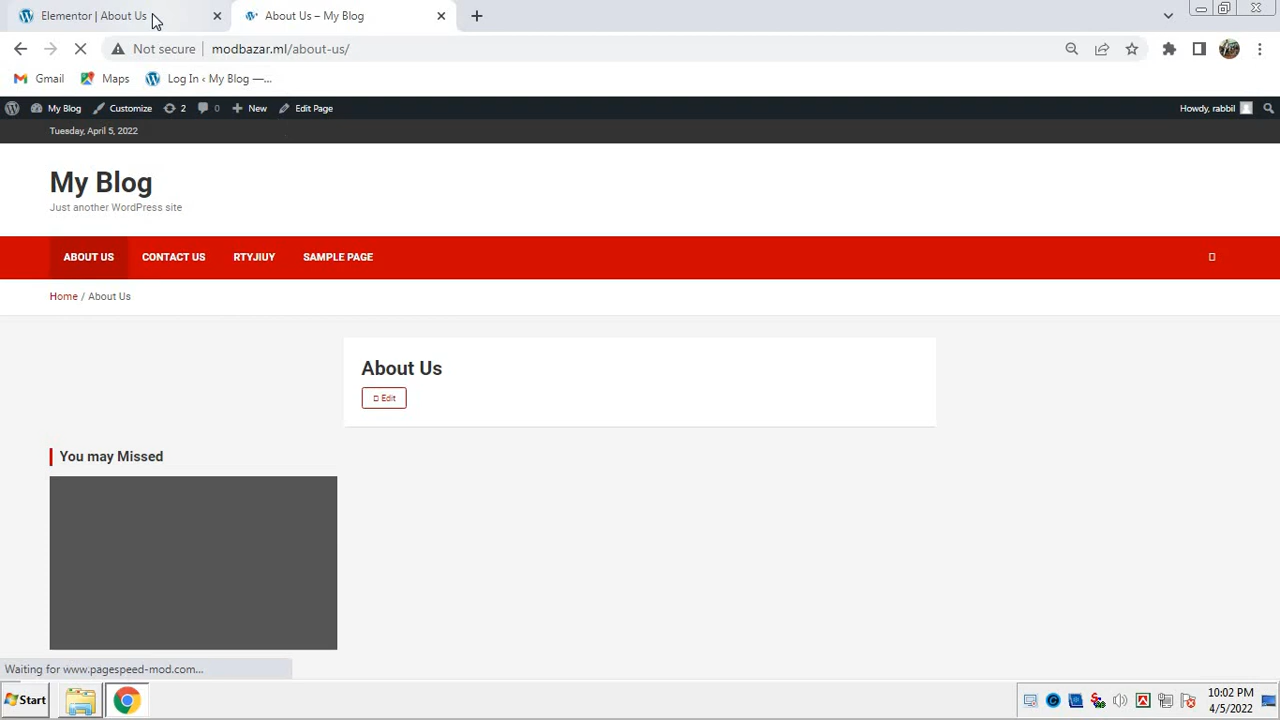 Elementor | About Us
About Us – My Blog
Not secure
modbazar.ml/about-us/
Gmail
Maps
Log In ‹ My Blog —...
My Blog
Customize
2
0
New
Edit Page
Howdy, rabbil
Tuesday, April 5, 2022
My Blog
Just another WordPress site
ABOUT US
CONTACT US
RTYJIUY
SAMPLE PAGE
Home / About Us
About Us
Edit
You may Missed
Waiting for www.pagespeed-mod.com...
Start
10:02 PM
4/5/2022